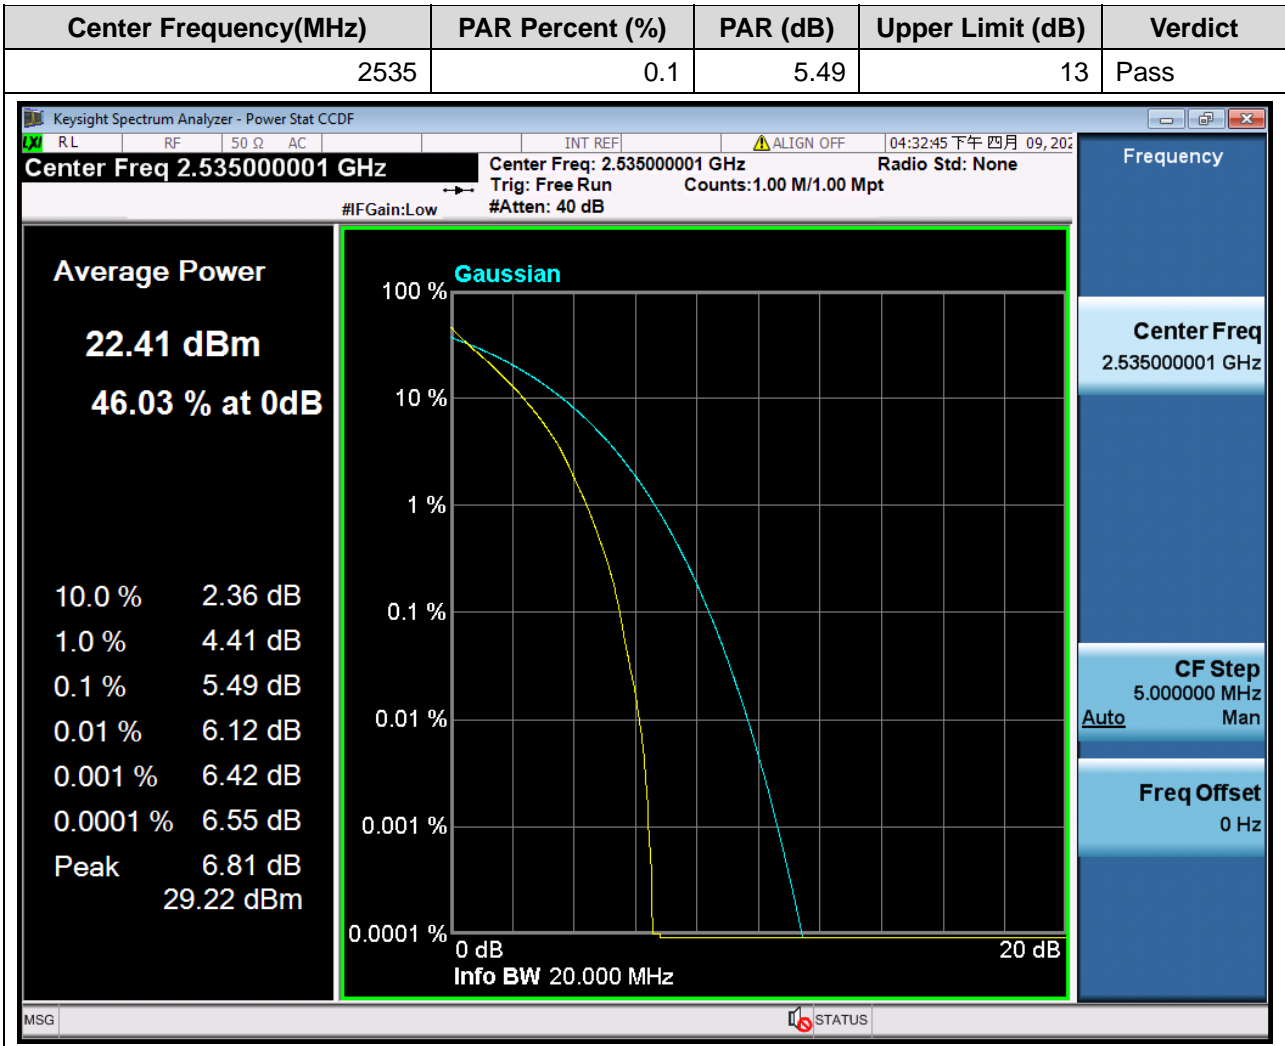 Center Frequency(MHz) PAR Percent (%) PAR (dB) Upper Limit (dB) Verdict
2535 0.1 5.49 13 Pass
Keysight Spectrum Analyzer - Power Stat CCDF
LXI RL RF 50 Ω AC INT REF ALIGN OFF 04:32:45 下午 四月 09, 202
Center Freq 2.535000001 GHz
#IFGain:Low
Center Freq: 2.535000001 GHz Radio Std: None
Trig: Free Run Counts:1.00 M/1.00 Mpt
#Atten: 40 dB
Average Power
22.41 dBm
46.03 % at 0dB
10.0 % 2.36 dB
1.0 % 4.41 dB
0.1 % 5.49 dB
0.01 % 6.12 dB
0.001 % 6.42 dB
0.0001 % 6.55 dB
Peak 6.81 dB
29.22 dBm
Gaussian
100 %
10 %
1 %
0.1 %
0.01 %
0.001 %
0.0001 %
0 dB 20 dB
Info BW 20.000 MHz
Frequency
Center Freq
2.535000001 GHz
CF Step
5.000000 MHz
Auto Man
Freq Offset
0 Hz
MSG STATUS